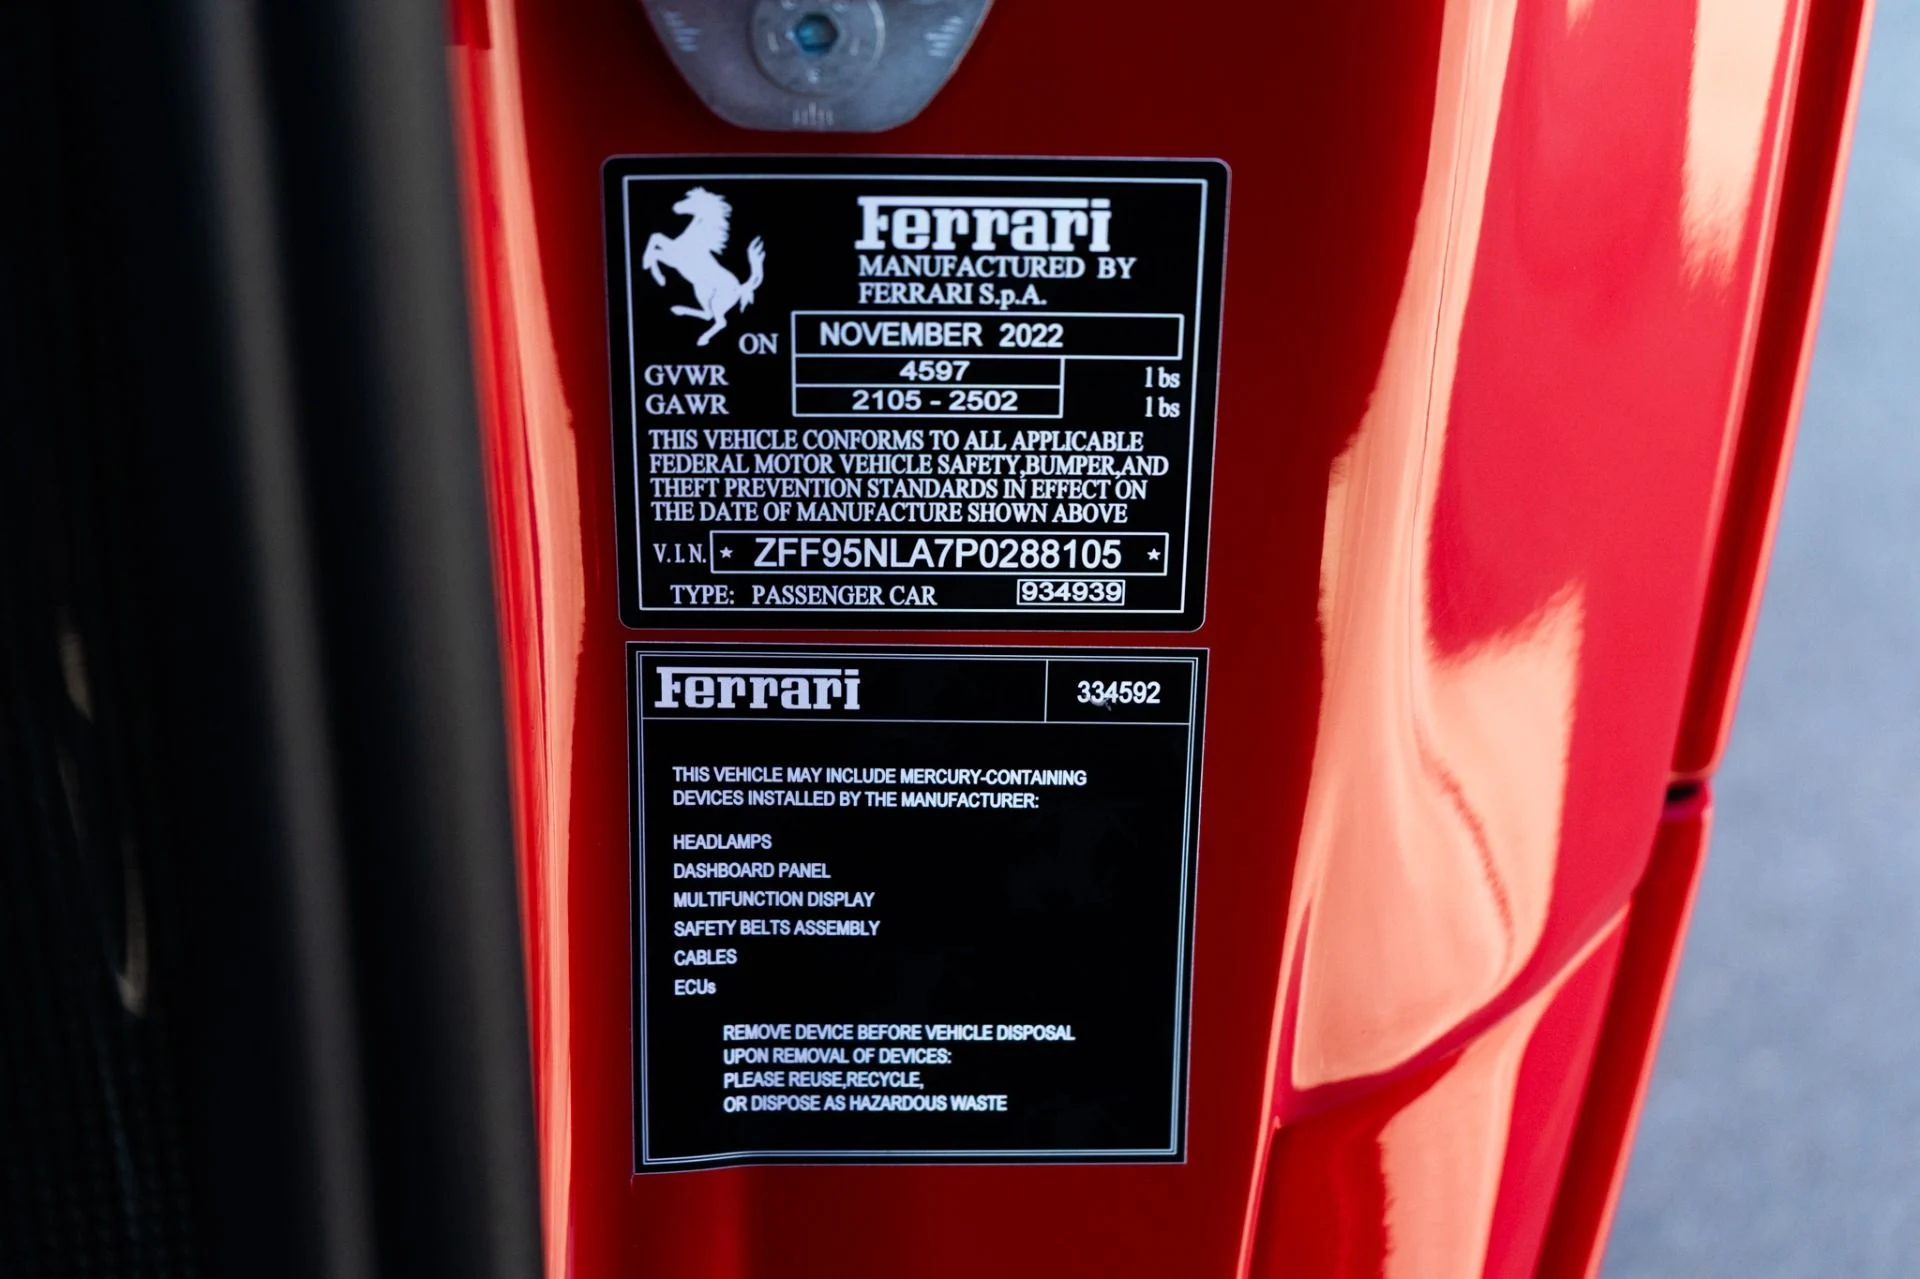 Ferrari
MANUFACTURED BY
FERRARI S.p.A.
ON NOVEMBER 2022
GVWR 4597 lbs
GAWR 2105 - 2502 lbs
THIS VEHICLE CONFORMS TO ALL APPLICABLE
FEDERAL MOTOR VEHICLE SAFETY,BUMPER,AND
THEFT PREVENTION STANDARDS IN EFFECT ON
THE DATE OF MANUFACTURE SHOWN ABOVE
V.I.N. * ZFF95NLA7P0288105 *
TYPE: PASSENGER CAR 934939
Ferrari 334592
THIS VEHICLE MAY INCLUDE MERCURY-CONTAINING
DEVICES INSTALLED BY THE MANUFACTURER:
HEADLAMPS
DASHBOARD PANEL
MULTIFUNCTION DISPLAY
SAFETY BELTS ASSEMBLY
CABLES
ECUs
REMOVE DEVICE BEFORE VEHICLE DISPOSAL
UPON REMOVAL OF DEVICES:
PLEASE REUSE,RECYCLE,
OR DISPOSE AS HAZARDOUS WASTE